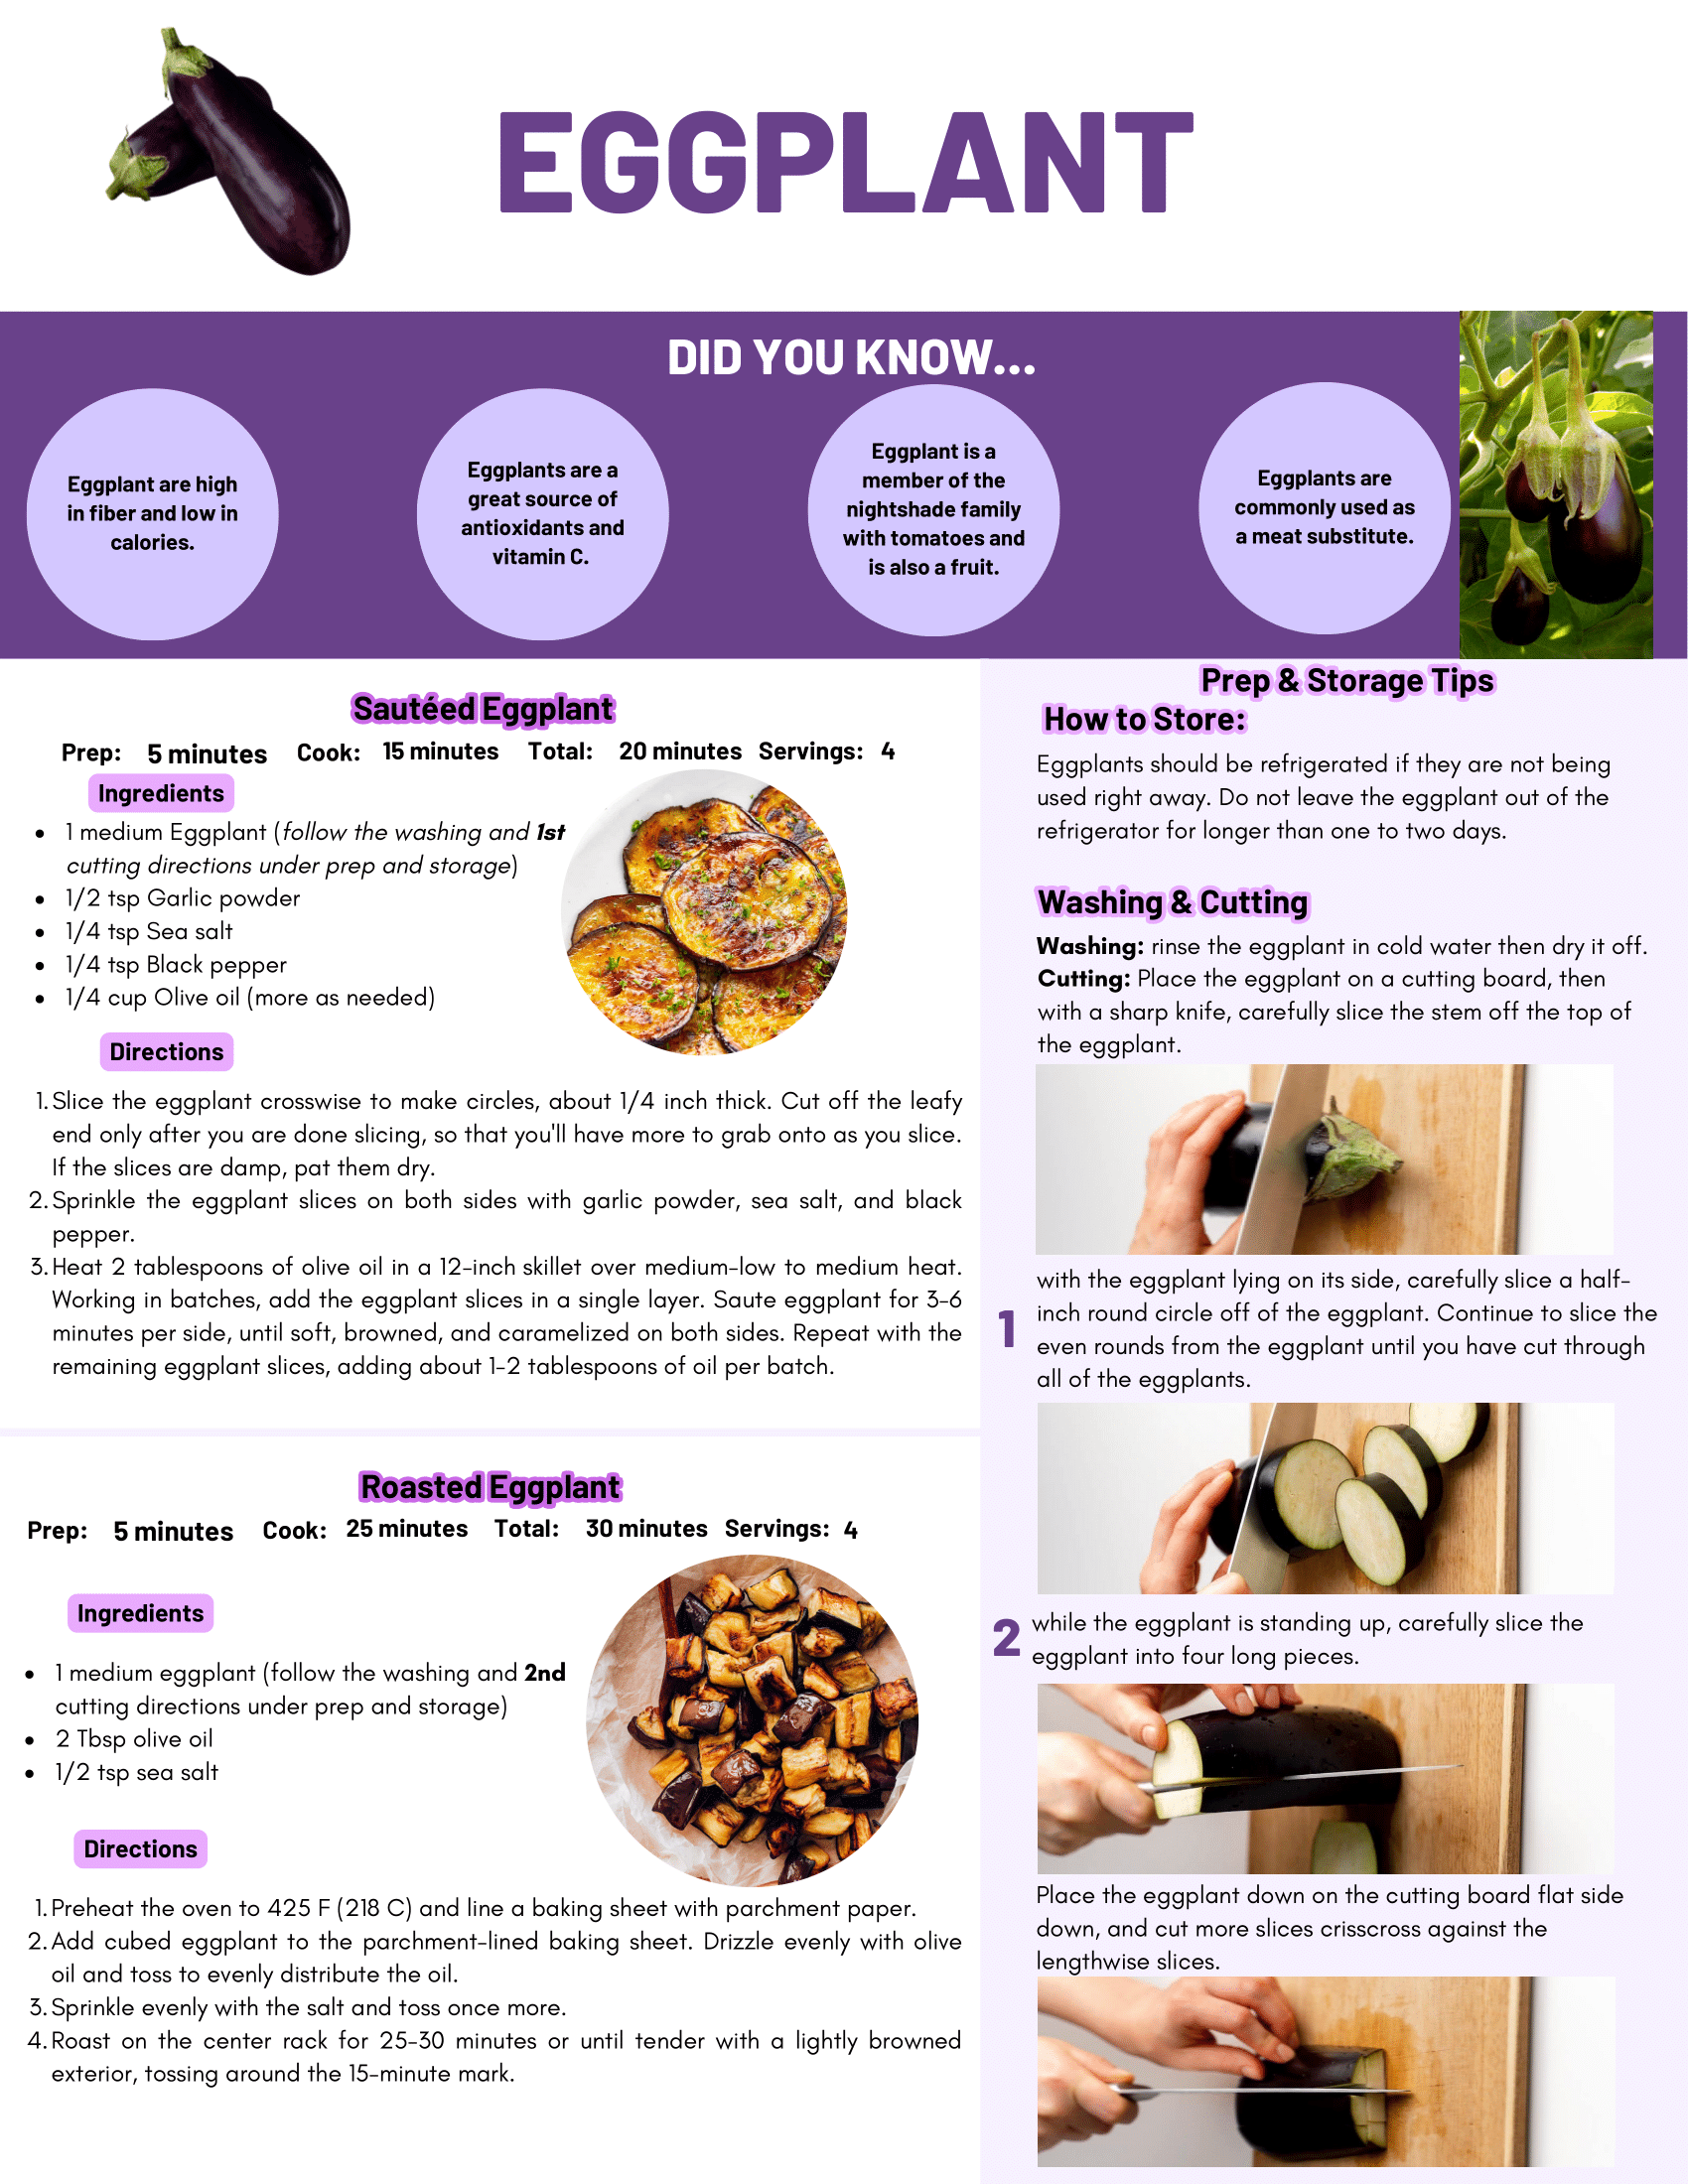 EGGPLANT
DID YOU KNOW...
Eggplant are high
in fiber and low in
calories.
Eggplants are a
great source of
antioxidants and
vitamin C.
Eggplant is a
member of the
nightshade family
with tomatoes and
is also a fruit.
Eggplants are
commonly used as
a meat substitute.
Sautéed Eggplant
Prep: 5 minutes Cook: 15 minutes Total: 20 minutes Servings: 4
Ingredients
• 1 medium Eggplant (follow the washing and 1st
cutting directions under prep and storage)
• 1/2 tsp Garlic powder
• 1/4 tsp Sea salt
• 1/4 tsp Black pepper
• 1/4 cup Olive oil (more as needed)
Directions
1. Slice the eggplant crosswise to make circles, about 1/4 inch thick. Cut off the leafy
end only after you are done slicing, so that you'll have more to grab onto as you slice.
If the slices are damp, pat them dry.
2. Sprinkle the eggplant slices on both sides with garlic powder, sea salt, and black
pepper.
3. Heat 2 tablespoons of olive oil in a 12-inch skillet over medium-low to medium heat.
Working in batches, add the eggplant slices in a single layer. Saute eggplant for 3-6
minutes per side, until soft, browned, and caramelized on both sides. Repeat with the
remaining eggplant slices, adding about 1-2 tablespoons of oil per batch.
Roasted Eggplant
Prep: 5 minutes Cook: 25 minutes Total: 30 minutes Servings: 4
Ingredients
• 1 medium eggplant (follow the washing and 2nd
cutting directions under prep and storage)
• 2 Tbsp olive oil
• 1/2 tsp sea salt
Directions
1. Preheat the oven to 425 F (218 C) and line a baking sheet with parchment paper.
2. Add cubed eggplant to the parchment-lined baking sheet. Drizzle evenly with olive
oil and toss to evenly distribute the oil.
3. Sprinkle evenly with the salt and toss once more.
4. Roast on the center rack for 25-30 minutes or until tender with a lightly browned
exterior, tossing around the 15-minute mark.
Prep & Storage Tips
How to Store:
Eggplants should be refrigerated if they are not being
used right away. Do not leave the eggplant out of the
refrigerator for longer than one to two days.
Washing & Cutting
Washing: rinse the eggplant in cold water then dry it off.
Cutting: Place the eggplant on a cutting board, then
with a sharp knife, carefully slice the stem off the top of
the eggplant.
1
with the eggplant lying on its side, carefully slice a half-
inch round circle off of the eggplant. Continue to slice the
even rounds from the eggplant until you have cut through
all of the eggplants.
2
while the eggplant is standing up, carefully slice the
eggplant into four long pieces.
Place the eggplant down on the cutting board flat side
down, and cut more slices crisscross against the
lengthwise slices.